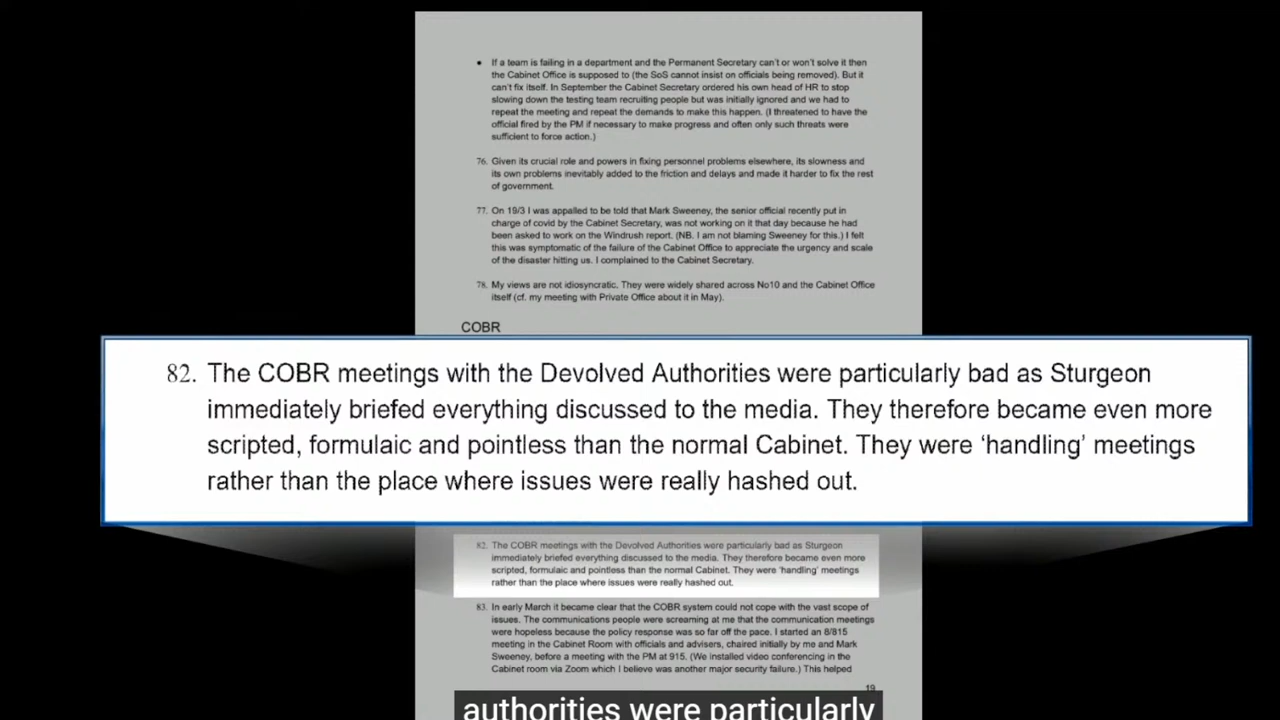 • If a team is failing in a department and the Permanent Secretary can't or won't solve it then
the Cabinet Office is supposed to (the SoS cannot insist on officials being removed). But it
can't fix itself. In September the Cabinet Secretary ordered his own head of HR to stop
slowing down the testing team recruiting people but was initially ignored and we had to
repeat the meeting and repeat the demands to make this happen. (I threatened to have the
official fired by the PM if necessary to make progress and often only such threats were
sufficient to force action.)
76. Given its crucial role and powers in fixing personnel problems elsewhere, its slowness and
its own problems inevitably added to the friction and delays and made it harder to fix the rest
of government.
77. On 19/3 I was appalled to be told that Mark Sweeney, the senior official recently put in
charge of covid by the Cabinet Secretary, was not working on it that day because he had
been asked to work on the Windrush report. (NB. I am not blaming Sweeney for this.) I felt
this was symptomatic of the failure of the Cabinet Office to appreciate the urgency and scale
of the disaster hitting us. I complained to the Cabinet Secretary.
78. My views are not idiosyncratic. They were widely shared across No10 and the Cabinet Office
itself (cf. my meeting with Private Office about it in May).
COBR
82. The COBR meetings with the Devolved Authorities were particularly bad as Sturgeon
immediately briefed everything discussed to the media. They therefore became even more
scripted, formulaic and pointless than the normal Cabinet. They were ‘handling’ meetings
rather than the place where issues were really hashed out.
82. The COBR meetings with the Devolved Authorities were particularly bad as Sturgeon
immediately briefed everything discussed to the media. They therefore became even more
scripted, formulaic and pointless than the normal Cabinet. They were ‘handling’ meetings
rather than the place where issues were really hashed out.
83. In early March it became clear that the COBR system could not cope with the vast scope of
issues. The communications people were screaming at me that the communication meetings
were hopeless because the policy response was so far off the pace. I started an 8/815
meeting in the Cabinet Room with officials and advisers, chaired initially by me and Mark
Sweeney, before a meeting with the PM at 915. (We installed video conferencing in the
Cabinet room via Zoom which I believe was another major security failure.) This helped
19
authorities were particularly